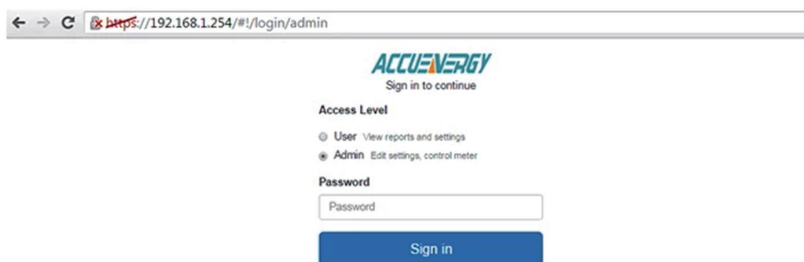 https://192.168.1.254/#!/login/admin
ACCUENERGY
Sign in to continue
Access Level
User View reports and settings
Admin Edit settings, control meter
Password
Password
Sign in